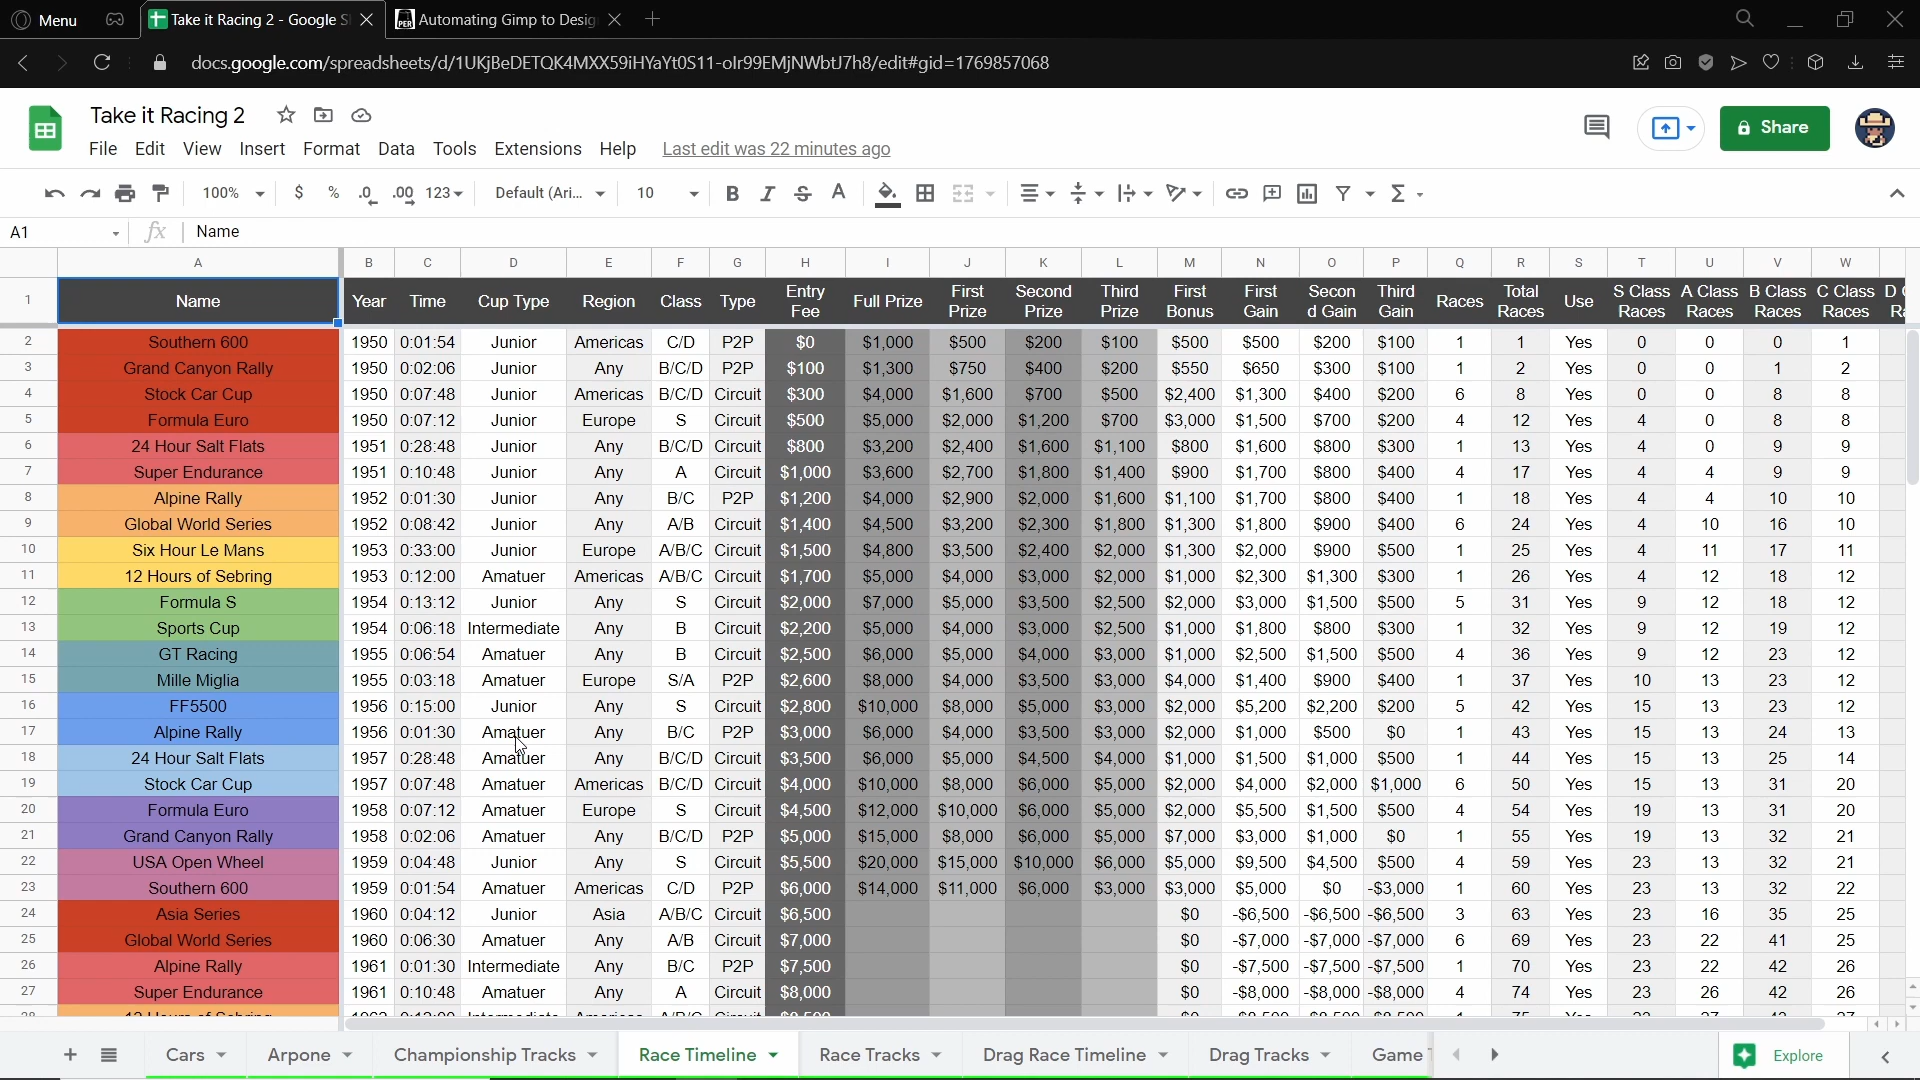 Menu Take it Racing 2 - Google S Automating Gimp to Desig
docs.google.com/spreadsheets/d/1UKjBeDETQK4MXX59iHYaYt0S11-olr99EMjNWbtJ7h8/edit#gid=1769857068
Take it Racing 2
Share
File Edit View Insert Format Data Tools Extensions Help Last edit was 22 minutes ago
100% $ % .0 .00 123 Default (Ari... 10 B I S A
A1 fx Name
A B C D E F G H I J K L M N O P Q R S T U V W
1 Name Year Time Cup Type Region Class Type Entry Fee Full Prize First Prize Second Prize Third Prize First Bonus First Gain Secon d Gain Third Gain Races Total Races Use S Class Races A Class Races B Class Races C Class Races
2 Southern 600 1950 0:01:54 Junior Americas C/D P2P $0 $1,000 $500 $200 $100 $500 $500 $200 $100 1 1 Yes 0 0 0 1
3 Grand Canyon Rally 1950 0:02:06 Junior Any B/C/D P2P $100 $1,300 $750 $400 $200 $550 $650 $300 $100 1 2 Yes 0 0 1 2
4 Stock Car Cup 1950 0:07:48 Junior Americas B/C/D Circuit $300 $4,000 $1,600 $700 $500 $2,400 $1,300 $400 $200 6 8 Yes 0 0 8 8
5 Formula Euro 1950 0:07:12 Junior Europe S Circuit $500 $5,000 $2,000 $1,200 $700 $3,000 $1,500 $700 $200 4 12 Yes 4 0 8 8
6 24 Hour Salt Flats 1951 0:28:48 Junior Any B/C/D Circuit $800 $3,200 $2,400 $1,600 $1,100 $800 $1,600 $800 $300 1 13 Yes 4 0 9 9
7 Super Endurance 1951 0:10:48 Junior Any A Circuit $1,000 $3,600 $2,700 $1,800 $1,400 $900 $1,700 $800 $400 4 17 Yes 4 4 9 9
8 Alpine Rally 1952 0:01:30 Junior Any B/C P2P $1,200 $4,000 $2,900 $2,000 $1,600 $1,100 $1,700 $800 $400 1 18 Yes 4 4 10 10
9 Global World Series 1952 0:08:42 Junior Any A/B Circuit $1,400 $4,500 $3,200 $2,300 $1,800 $1,300 $1,800 $900 $400 6 24 Yes 4 10 16 10
10 Six Hour Le Mans 1953 0:33:00 Junior Europe A/B/C Circuit $1,500 $4,800 $3,500 $2,400 $2,000 $1,300 $2,000 $900 $500 1 25 Yes 4 11 17 11
11 12 Hours of Sebring 1953 0:12:00 Amatuer Americas A/B/C Circuit $1,700 $5,000 $4,000 $3,000 $2,000 $1,000 $2,300 $1,300 $300 1 26 Yes 4 12 18 12
12 Formula S 1954 0:13:12 Junior Any S Circuit $2,000 $7,000 $5,000 $3,500 $2,500 $2,000 $3,000 $1,500 $500 5 31 Yes 9 12 18 12
13 Sports Cup 1954 0:06:18 Intermediate Any B Circuit $2,200 $5,000 $4,000 $3,000 $2,500 $1,000 $1,800 $800 $300 1 32 Yes 9 12 19 12
14 GT Racing 1955 0:06:54 Amatuer Any B Circuit $2,500 $6,000 $5,000 $4,000 $3,000 $1,000 $2,500 $1,500 $500 4 36 Yes 9 12 23 12
15 Mille Miglia 1955 0:03:18 Amatuer Europe S/A P2P $2,600 $8,000 $4,000 $3,500 $3,000 $4,000 $1,400 $900 $400 1 37 Yes 10 13 23 12
16 FF5500 1956 0:15:00 Junior Any S Circuit $2,800 $10,000 $8,000 $5,000 $3,000 $2,000 $5,200 $2,200 $200 5 42 Yes 15 13 23 12
17 Alpine Rally 1956 0:01:30 Amatuer Any B/C P2P $3,000 $6,000 $4,000 $3,500 $3,000 $2,000 $1,000 $500 $0 1 43 Yes 15 13 24 13
18 24 Hour Salt Flats 1957 0:28:48 Amatuer Any B/C/D Circuit $3,500 $6,000 $5,000 $4,500 $4,000 $1,000 $1,500 $1,000 $500 1 44 Yes 15 13 25 14
19 Stock Car Cup 1957 0:07:48 Amatuer Americas B/C/D Circuit $4,000 $10,000 $8,000 $6,000 $5,000 $2,000 $4,000 $2,000 $1,000 6 50 Yes 15 13 31 20
20 Formula Euro 1958 0:07:12 Amatuer Europe S Circuit $4,500 $12,000 $10,000 $6,000 $5,000 $2,000 $5,500 $1,500 $500 4 54 Yes 19 13 31 20
21 Grand Canyon Rally 1958 0:02:06 Amatuer Any B/C/D P2P $5,000 $15,000 $8,000 $6,000 $5,000 $7,000 $3,000 $1,000 $0 1 55 Yes 19 13 32 21
22 USA Open Wheel 1959 0:04:48 Junior Any S Circuit $5,500 $20,000 $15,000 $10,000 $6,000 $5,000 $9,500 $4,500 $500 4 59 Yes 23 13 32 21
23 Southern 600 1959 0:01:54 Amatuer Americas C/D P2P $6,000 $14,000 $11,000 $6,000 $3,000 $3,000 $5,000 $0 -$3,000 1 60 Yes 23 13 32 22
24 Asia Series 1960 0:04:12 Junior Asia A/B/C Circuit $6,500 $0 -$6,500 -$6,500 -$6,500 3 63 Yes 23 16 35 25
25 Global World Series 1960 0:06:30 Amatuer Any A/B Circuit $7,000 $0 -$7,000 -$7,000 -$7,000 6 69 Yes 23 22 41 25
26 Alpine Rally 1961 0:01:30 Intermediate Any B/C P2P $7,500 $0 -$7,500 -$7,500 -$7,500 1 70 Yes 23 22 42 26
27 Super Endurance 1961 0:10:48 Amatuer Any A Circuit $8,000 $0 -$8,000 -$8,000 -$8,000 4 74 Yes 23 26 42 26
Cars Arpone Championship Tracks Race Timeline Race Tracks Drag Race Timeline Drag Tracks Game Explore